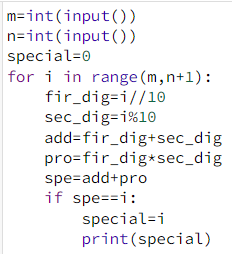 m=int(input())
n=int(input())
special=0
for i in range(m,n+1):
    fir_dig=i//10
    sec_dig=i%10
    add=fir_dig+sec_dig
    pro=fir_dig*sec_dig
    spe=add+pro
    if spe==i:
        special=i
        print(special)